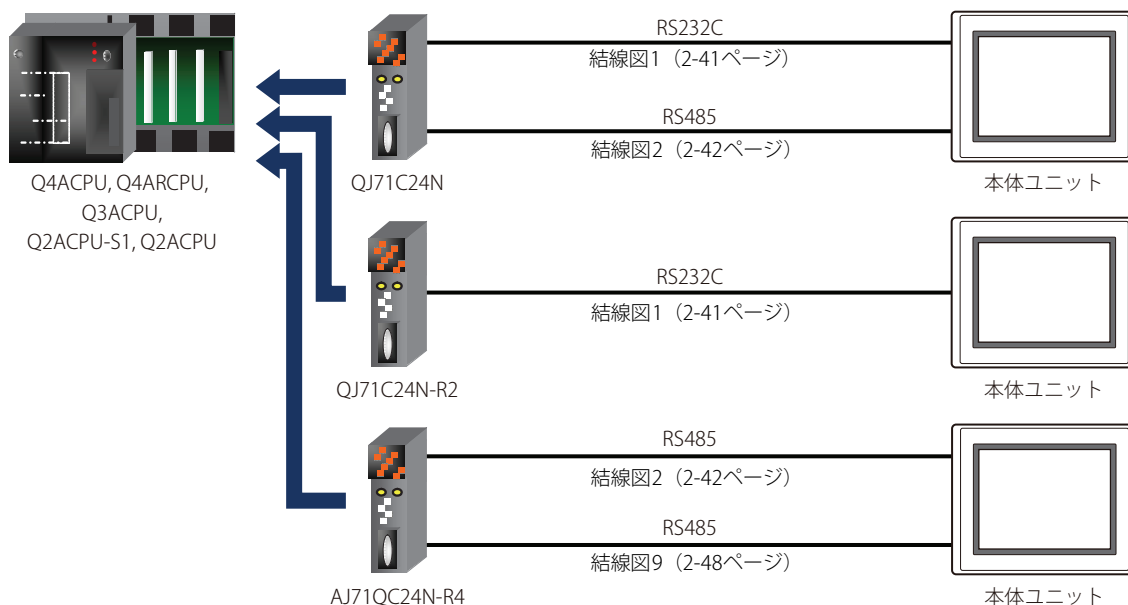 RS232C
結線図1（2-41ページ）
RS485
結線図2（2-42ページ）
Q4ACPU, Q4ARCPU,
Q3ACPU,
Q2ACPU-S1, Q2ACPU
QJ71C24N
本体ユニット
RS232C
結線図1（2-41ページ）
QJ71C24N-R2
本体ユニット
RS485
結線図2（2-42ページ）
RS485
結線図9（2-48ページ）
AJ71QC24N-R4
本体ユニット